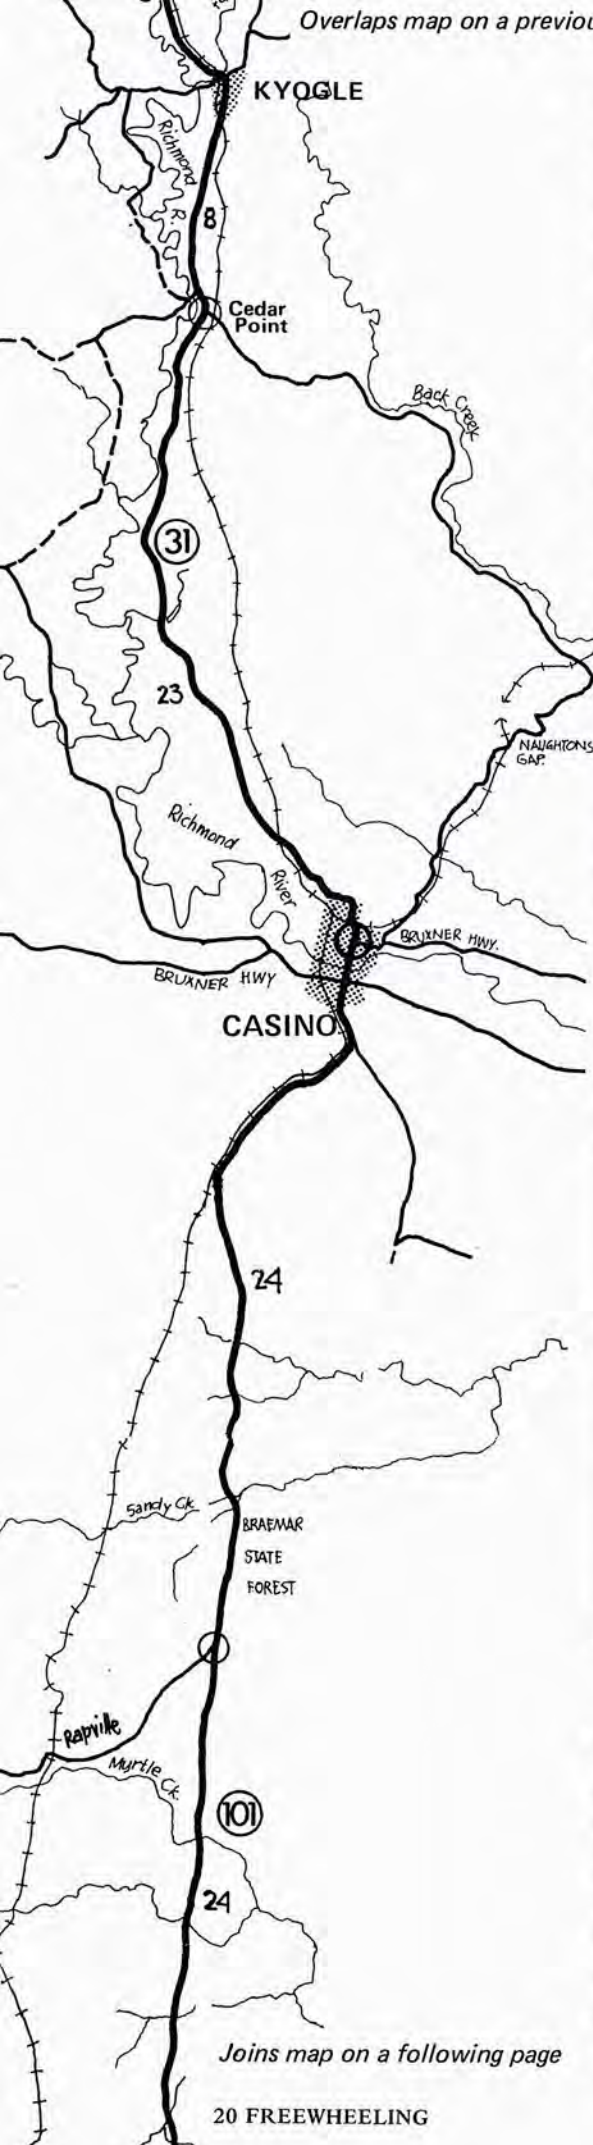 Overlaps map on a previou
KYOGLE
Richmond
R.
8
Cedar
Point
Back Creek
31
23
NAUGHTONS
GAP.
Richmond
River
BRUXNER HWY.
BRUXNER HWY
CASINO
24
Sandy Ck.
BRAEMAR
STATE
FOREST
Rapville
Myrtle Ck.
101
24
Joins map on a following page
20 FREEWHEELING